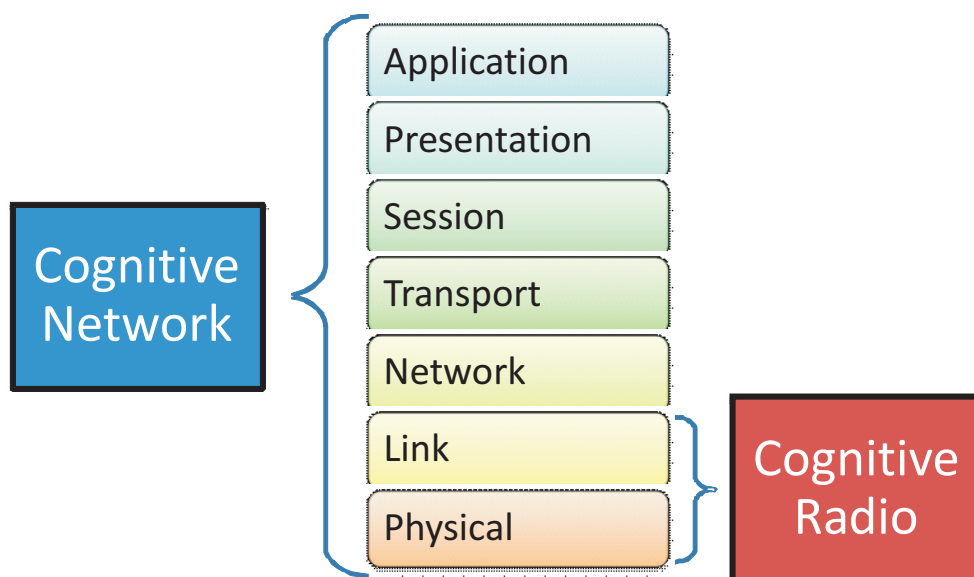 Application
Presentation
Session
Transport
Network
Link
Physical
Cognitive
Network
Cognitive
Radio